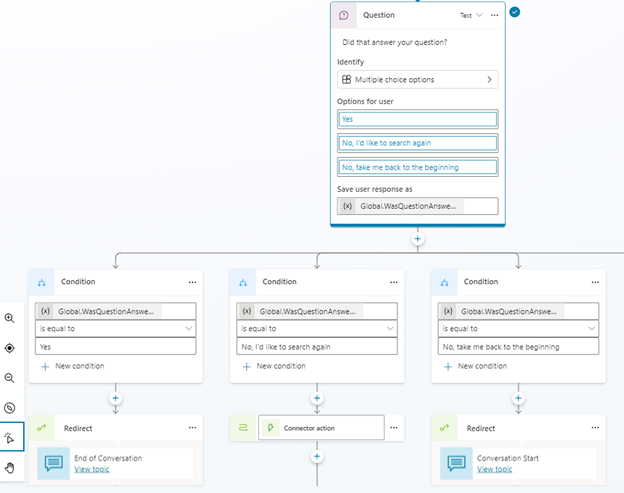 Question Text
Did that answer your question?
Identify
Multiple choice options
Options for user
Yes
No, I'd like to search again
No, take me back to the beginning
Save user response as
{x} Global.WasQuestionAnswe...
Condition
{x} Global.WasQuestionAnswe...
is equal to
Yes
New condition
Redirect
End of Conversation
View topic
Condition
{x} Global.WasQuestionAnswe...
is equal to
No, I'd like to search again
New condition
Connector action
Condition
{x} Global.WasQuestionAnswe...
is equal to
No, take me back to the beginning
New condition
Redirect
Conversation Start
View topic